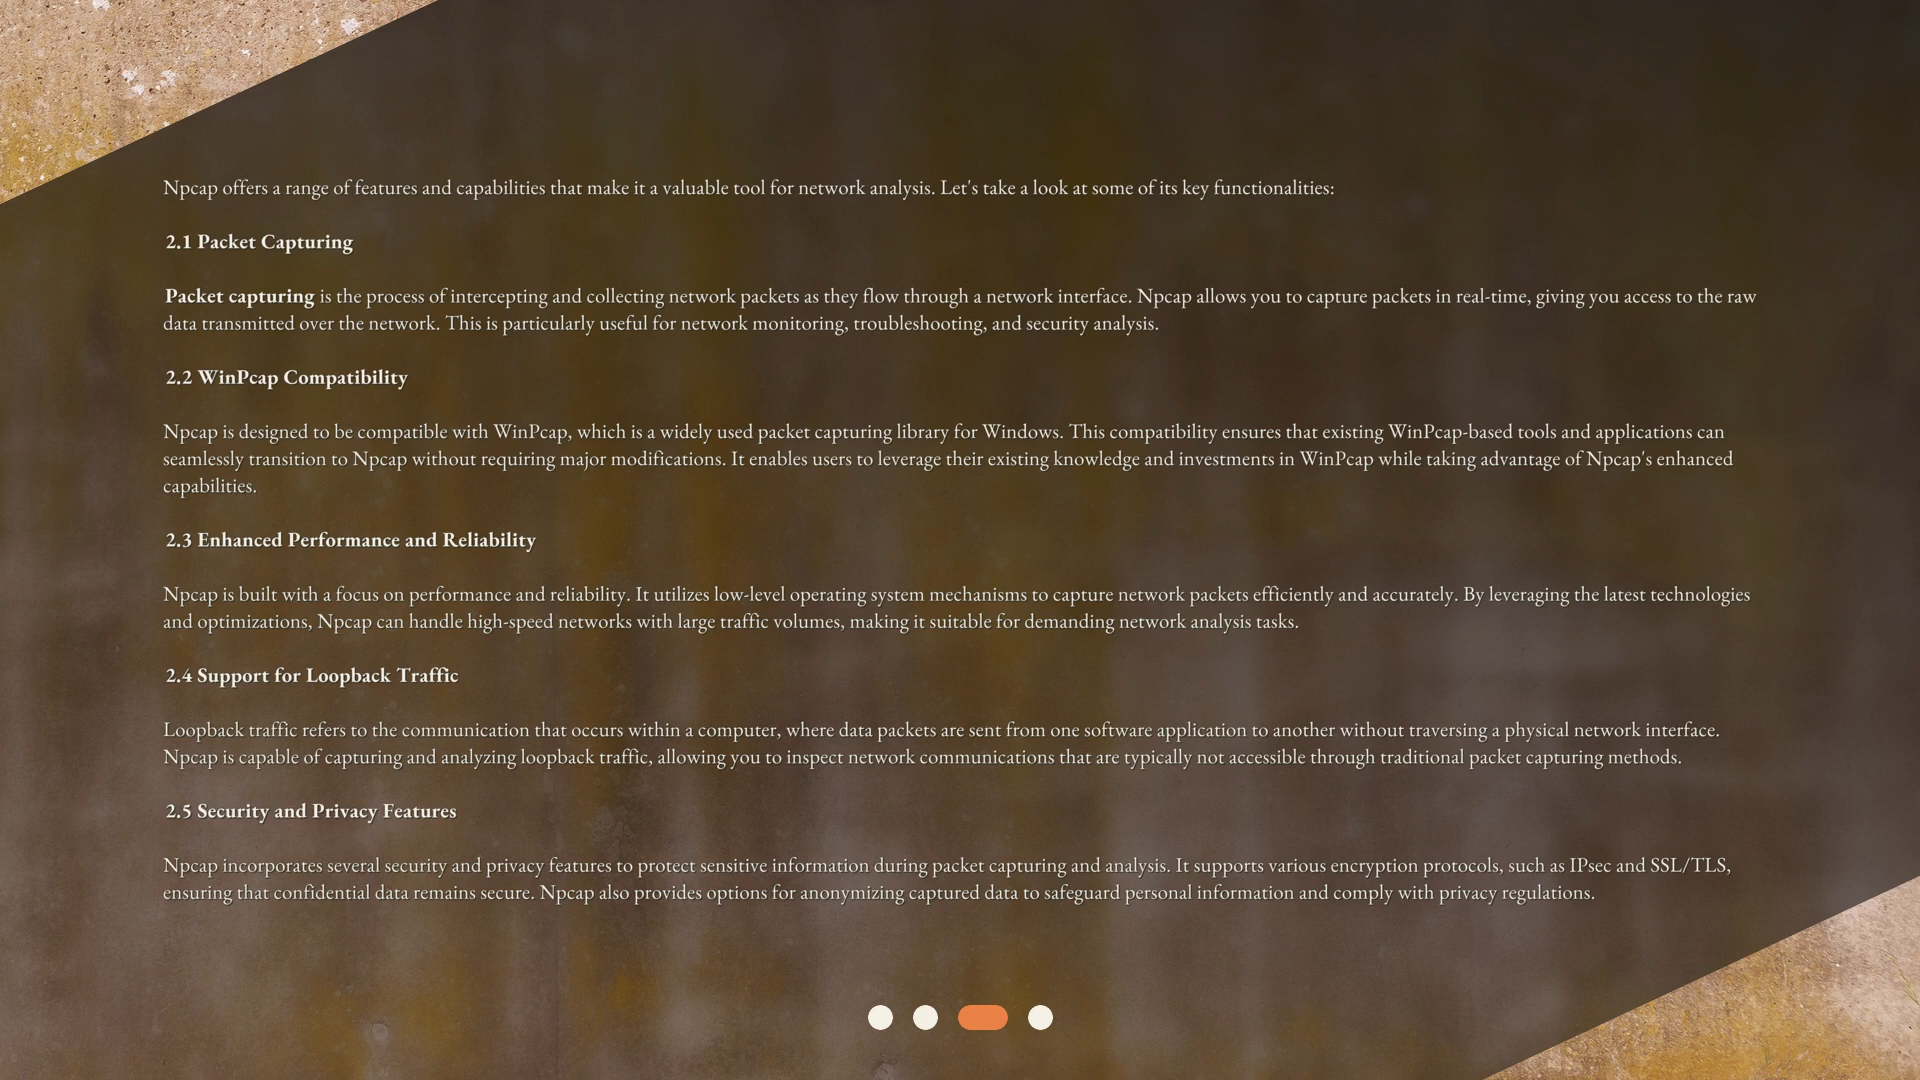 Npcap offers a range of features and capabilities that make it a valuable tool for network analysis. Let's take a look at some of its key functionalities:
2.1 Packet Capturing
Packet capturing is the process of intercepting and collecting network packets as they flow through a network interface. Npcap allows you to capture packets in real-time, giving you access to the raw
data transmitted over the network. This is particularly useful for network monitoring, troubleshooting, and security analysis.
2.2 WinPcap Compatibility
Npcap is designed to be compatible with WinPcap, which is a widely used packet capturing library for Windows. This compatibility ensures that existing WinPcap-based tools and applications can
seamlessly transition to Npcap without requiring major modifications. It enables users to leverage their existing knowledge and investments in WinPcap while taking advantage of Npcap's enhanced
capabilities.
2.3 Enhanced Performance and Reliability
Npcap is built with a focus on performance and reliability. It utilizes low-level operating system mechanisms to capture network packets efficiently and accurately. By leveraging the latest technologies
and optimizations, Npcap can handle high-speed networks with large traffic volumes, making it suitable for demanding network analysis tasks.
2.4 Support for Loopback Traffic
Loopback traffic refers to the communication that occurs within a computer, where data packets are sent from one software application to another without traversing a physical network interface.
Npcap is capable of capturing and analyzing loopback traffic, allowing you to inspect network communications that are typically not accessible through traditional packet capturing methods.
2.5 Security and Privacy Features
Npcap incorporates several security and privacy features to protect sensitive information during packet capturing and analysis. It supports various encryption protocols, such as IPsec and SSL/TLS,
ensuring that confidential data remains secure. Npcap also provides options for anonymizing captured data to safeguard personal information and comply with privacy regulations.